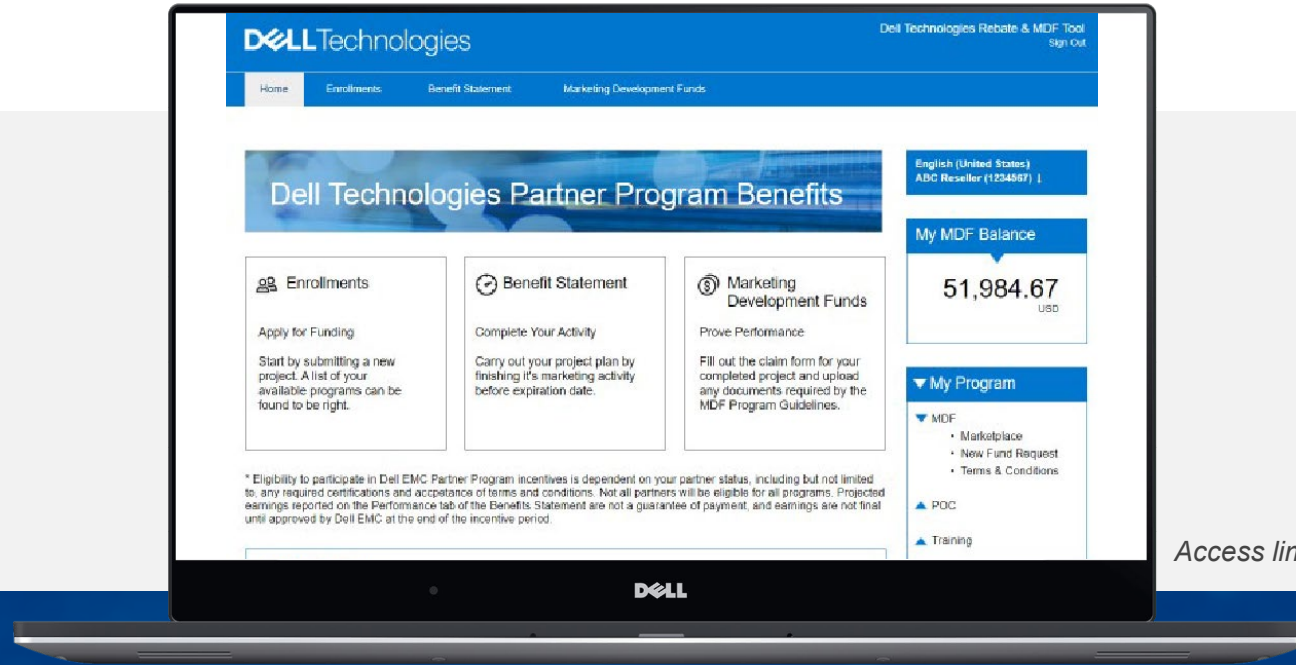 DELLTechnologies
Dell Technologies Rebate & MDF Tool
Sign Out
Home
Enrollments
Benefit Statement
Marketing Development Funds
Dell Technologies Partner Program Benefits
English (United States)
ABC Reseller (1234567) ↓
My MDF Balance
51,984.67
USD
Enrollments
Apply for Funding
Start by submitting a new
project. A list of your
available programs can be
found to be right.
Benefit Statement
Complete Your Activity
Carry out your project plan by
finishing it's marketing activity
before expiration date.
Marketing
Development Funds
Prove Performance
Fill out the claim form for your
completed project and upload
any documents required by the
MDF Program Guidelines.
▼ My Program
▼ MDF
• Marketplace
• New Fund Request
• Terms & Conditions
▲ POC
▲ Training
* Eligibility to participate in Dell EMC Partner Program incentives is dependent on your partner status, including but not limited
to, any required certifications and accpetance of terms and conditions. Not all partners will be eligible for all programs. Projected
earnings reported on the Performance tab of the Benefits Statement are not a guarantee of payment, and earnings are not final
until approved by Dell EMC at the end of the incentive period.
Access
DELL